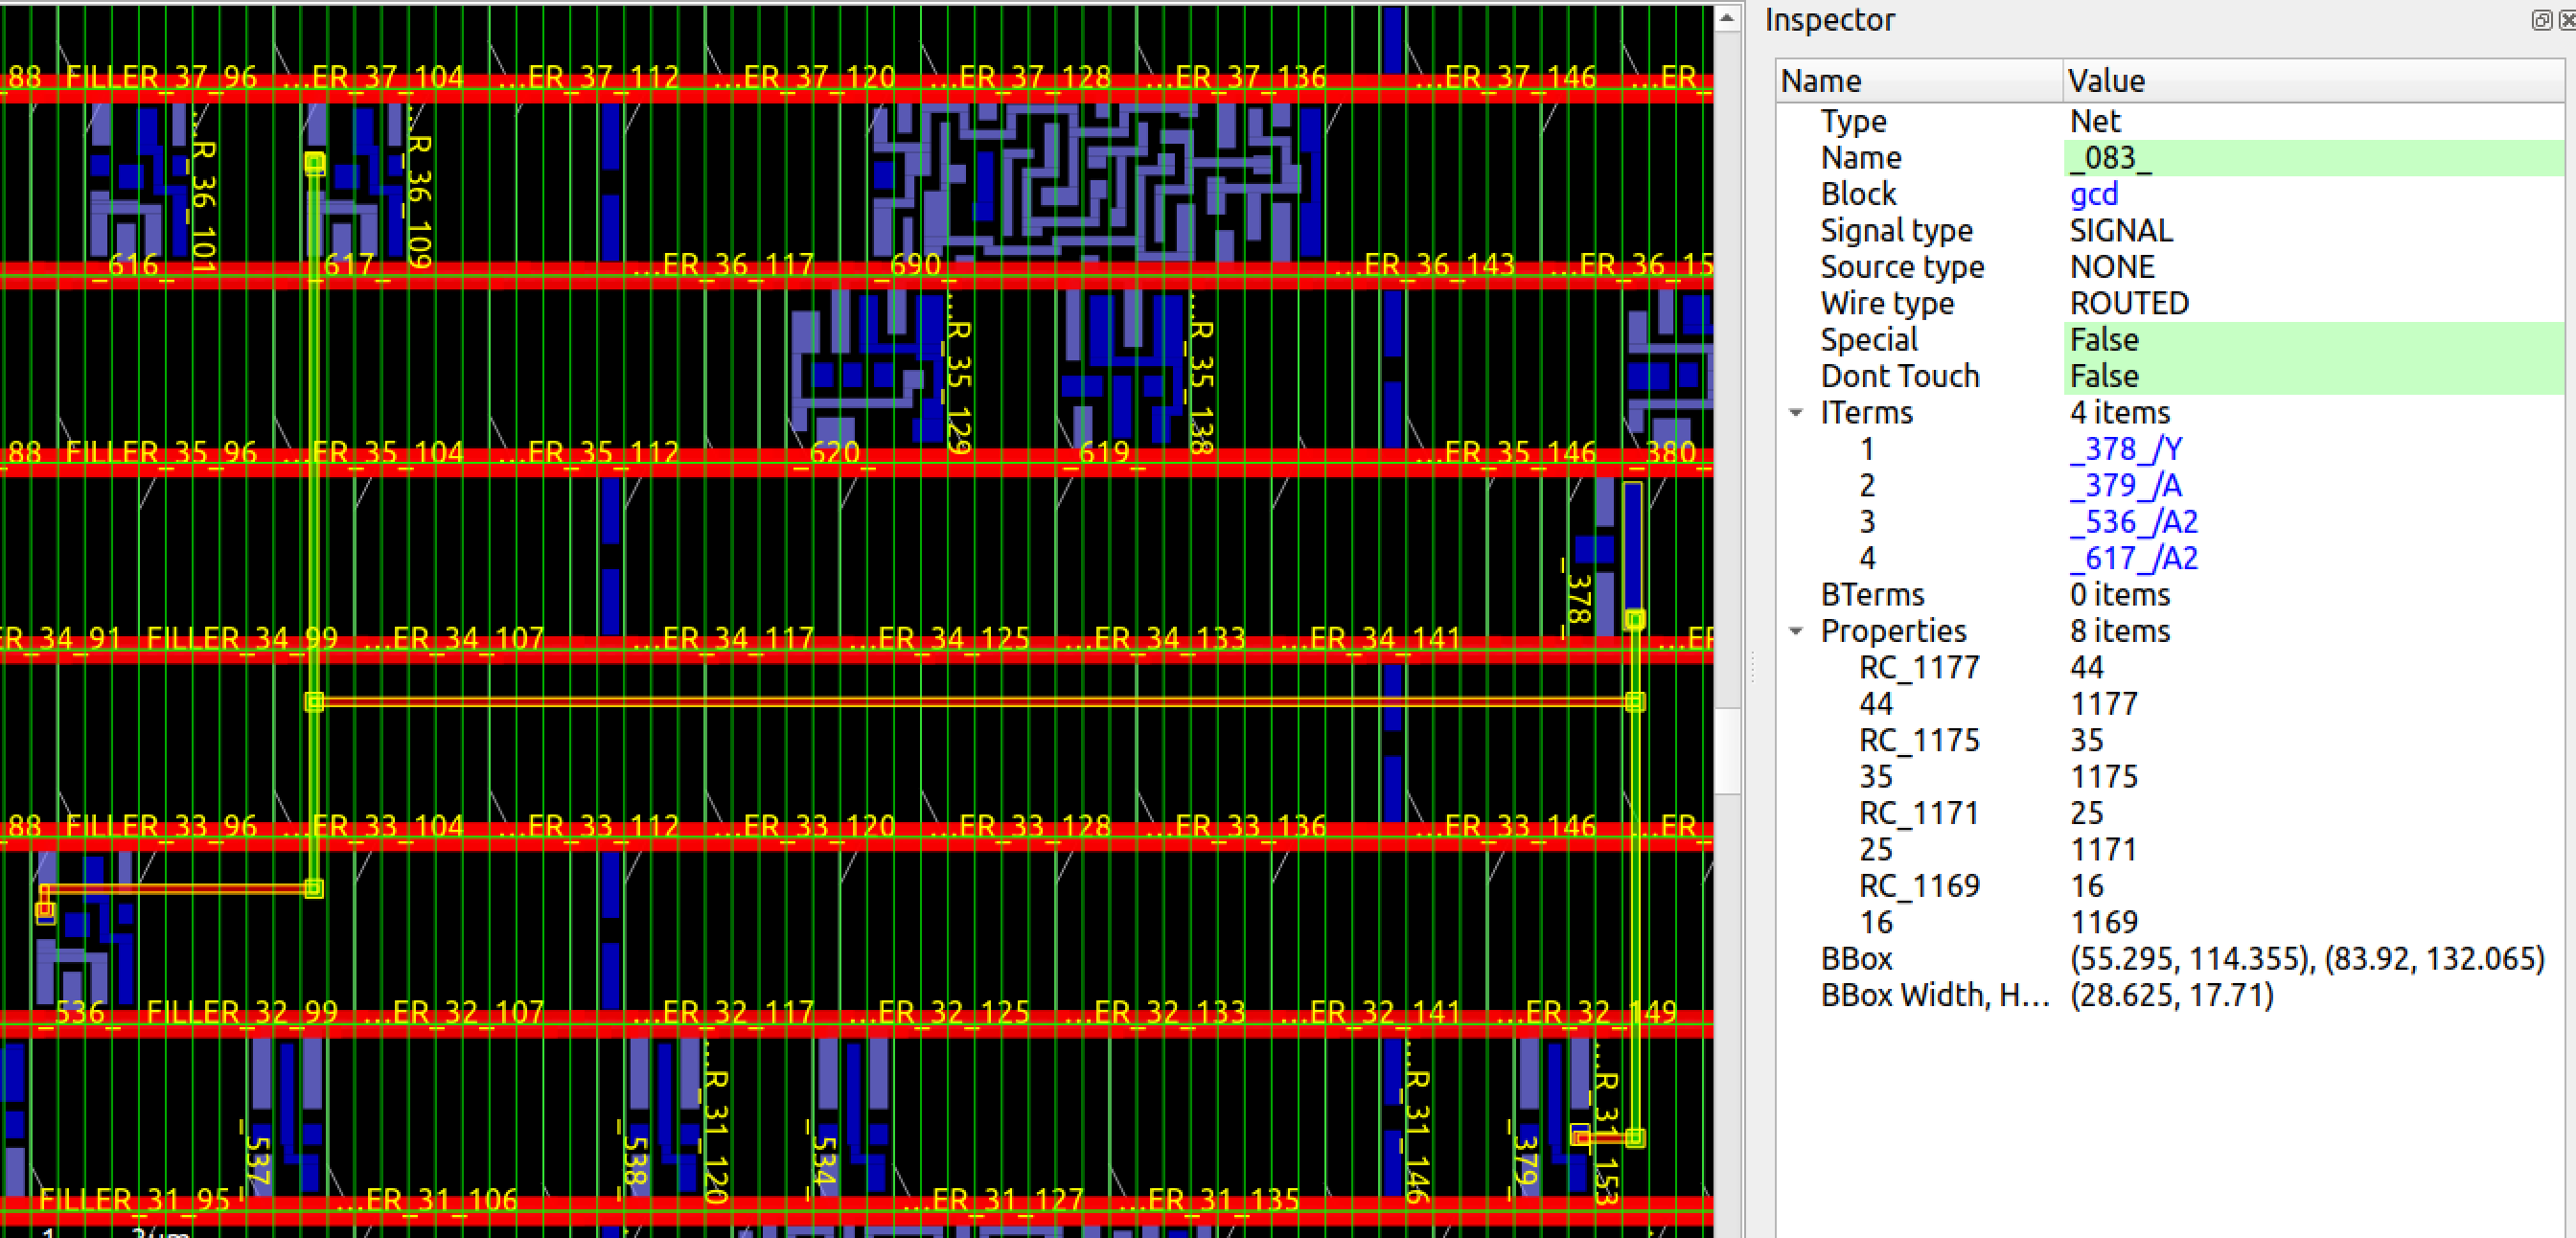 88 FILLER_37_96 ...ER_37_104 ...ER_37_112 ...ER_37_120 ...ER_37_128 ...ER_37_136 ...ER_37_146 ...ER_
...R_36_101
...R_36_109
_616_ _617_ ...ER_36_117 _690_ ...ER_36_143 ...ER_36_15
...R_35_129
...R_35_138
88 FILLER_35_96 ...ER_35_104 ...ER_35_112 _620_ _619_ ...ER_35_146 _380_
_378_
ER_34_91 FILLER_34_99 ...ER_34_107 ...ER_34_117 ...ER_34_125 ...ER_34_133 ...ER_34_141 ...ER
88 FILLER_33_96 ...ER_33_104 ...ER_33_112 ...ER_33_120 ...ER_33_128 ...ER_33_136 ...ER_33_146 ...ER_
_536_ FILLER_32_99 ...ER_32_107 ...ER_32_117 ...ER_32_125 ...ER_32_133 ...ER_32_141 ...ER_32_149
_537_
_538_
...R_31_120
_534_
...R_31_146
_379_
...R_31_153
FILLER_31_95 ...ER_31_106 ...ER_31_127 ...ER_31_135
Inspector
Name Value
Type Net
Name _083_
Block gcd
Signal type SIGNAL
Source type NONE
Wire type ROUTED
Special False
Dont Touch False
ITerms 4 items
1 _378_/Y
2 _379_/A
3 _536_/A2
4 _617_/A2
BTerms 0 items
Properties 8 items
RC_1177 44
44 1177
RC_1175 35
35 1175
RC_1171 25
25 1171
RC_1169 16
16 1169
BBox (55.295, 114.355), (83.92, 132.065)
BBox Width, H... (28.625, 17.71)